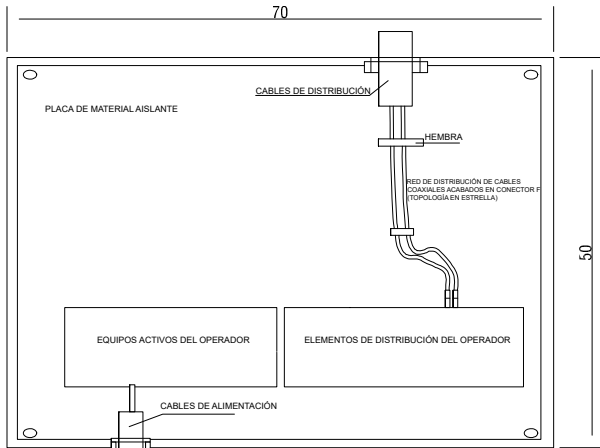 70
CABLES DE DISTRIBUCIÓN
PLACA DE MATERIAL AISLANTE
HEMBRA
RED DE DISTRIBUCIÓN DE CABLES
COAXIALES ACABADOS EN CONECTOR F
(TOPOLOGÍA EN ESTRELLA)
50
EQUIPOS ACTIVOS DEL OPERADOR
ELEMENTOS DE DISTRIBUCIÓN DEL OPERADOR
CABLES DE ALIMENTACIÓN